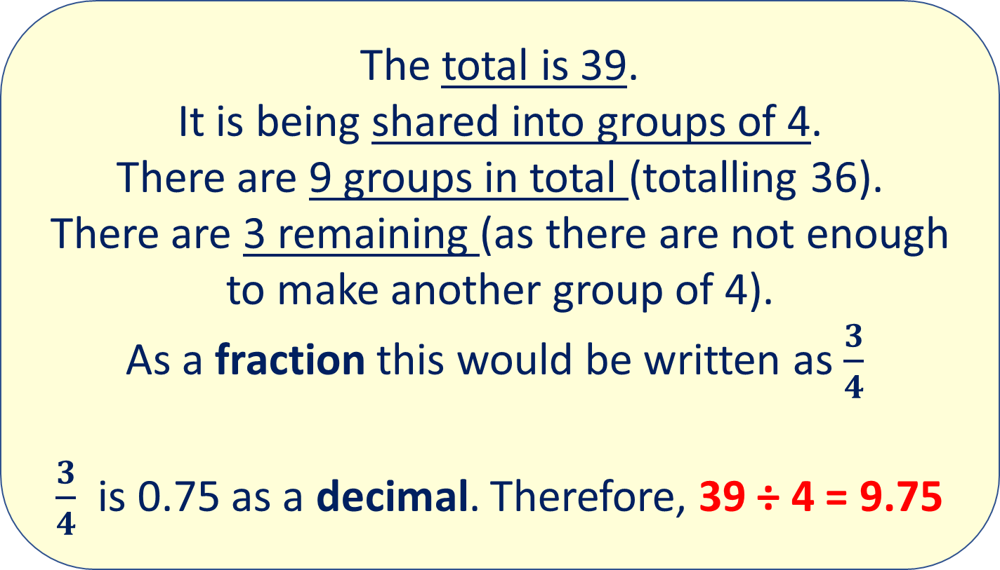 The total is 39.
It is being shared into groups of 4.
There are 9 groups in total (totalling 36).
There are 3 remaining (as there are not enough
to make another group of 4).
As a fraction this would be written as 3/4
3/4 is 0.75 as a decimal. Therefore, 39 ÷ 4 = 9.75